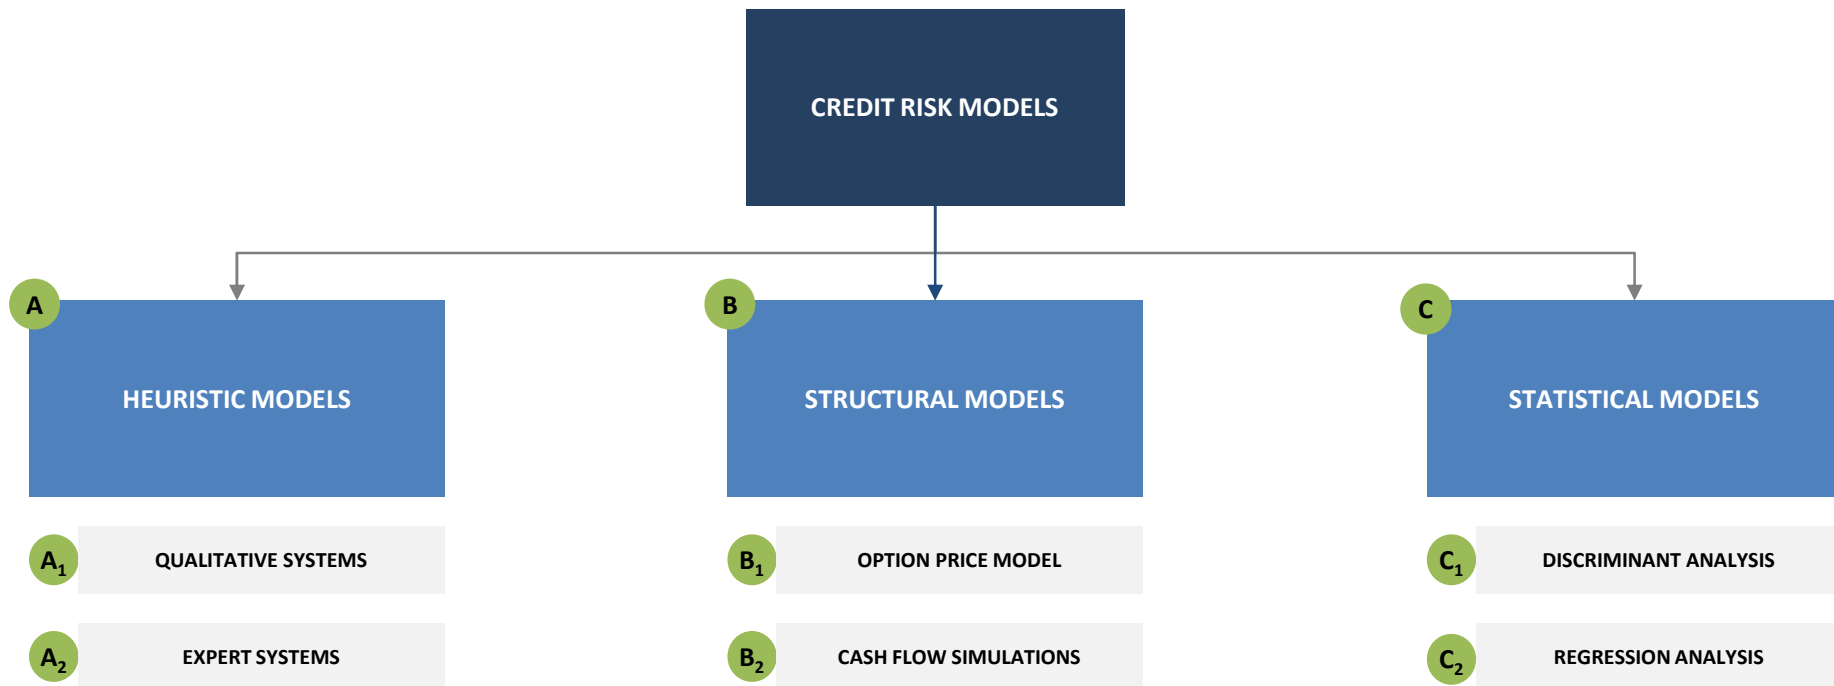 CREDIT RISK MODELS
A
B
C
HEURISTIC MODELS
STRUCTURAL MODELS
STATISTICAL MODELS
A1 QUALITATIVE SYSTEMS
B1 OPTION PRICE MODEL
C1 DISCRIMINANT ANALYSIS
A2 EXPERT SYSTEMS
B2 CASH FLOW SIMULATIONS
C2 REGRESSION ANALYSIS